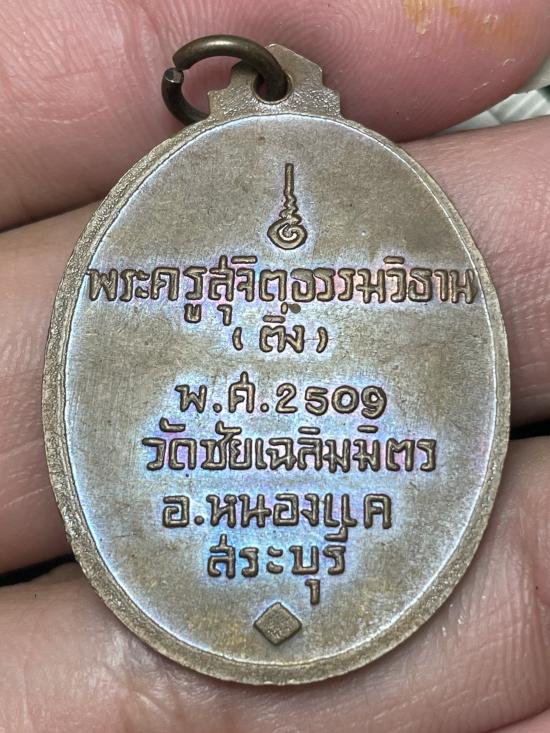 พระครูสุจิตธรรมวิธาน
(ติ่ง)
พ.ศ.2509
วัดชัยเฉลิมมิตร
อ.หนองแค
สระบุรี